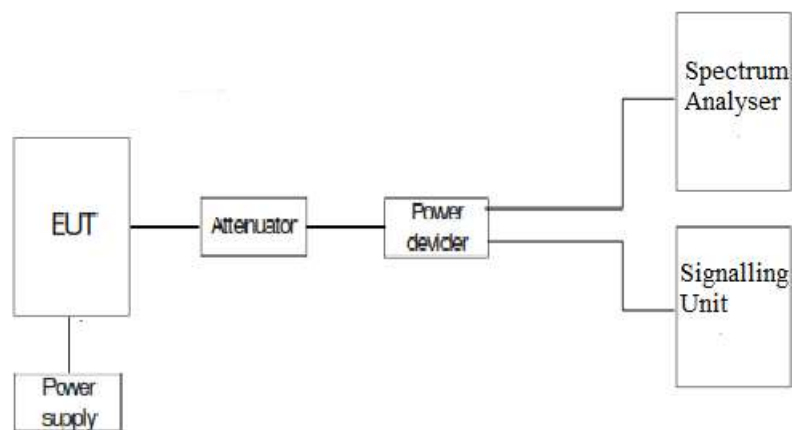 Spectrum
Analyser
EUT
Attenuator
Power
devider
Signalling
Unit
Power
supply